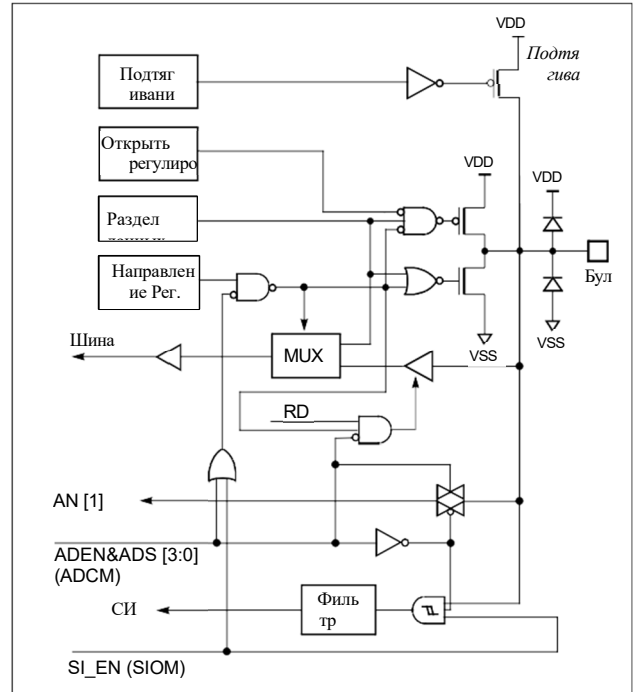 VDD
Подтя
гива
Подтяг
ивани
Открыть
регулиро
VDD
VDD
Раздел
Направлен
ие Рег.
Бул
Шина
MUX
VSS
VSS
RD
AN [1]
ADEN&ADS [3:0]
(ADCM)
СИ
Филь
тр
SI_EN (SIOM)